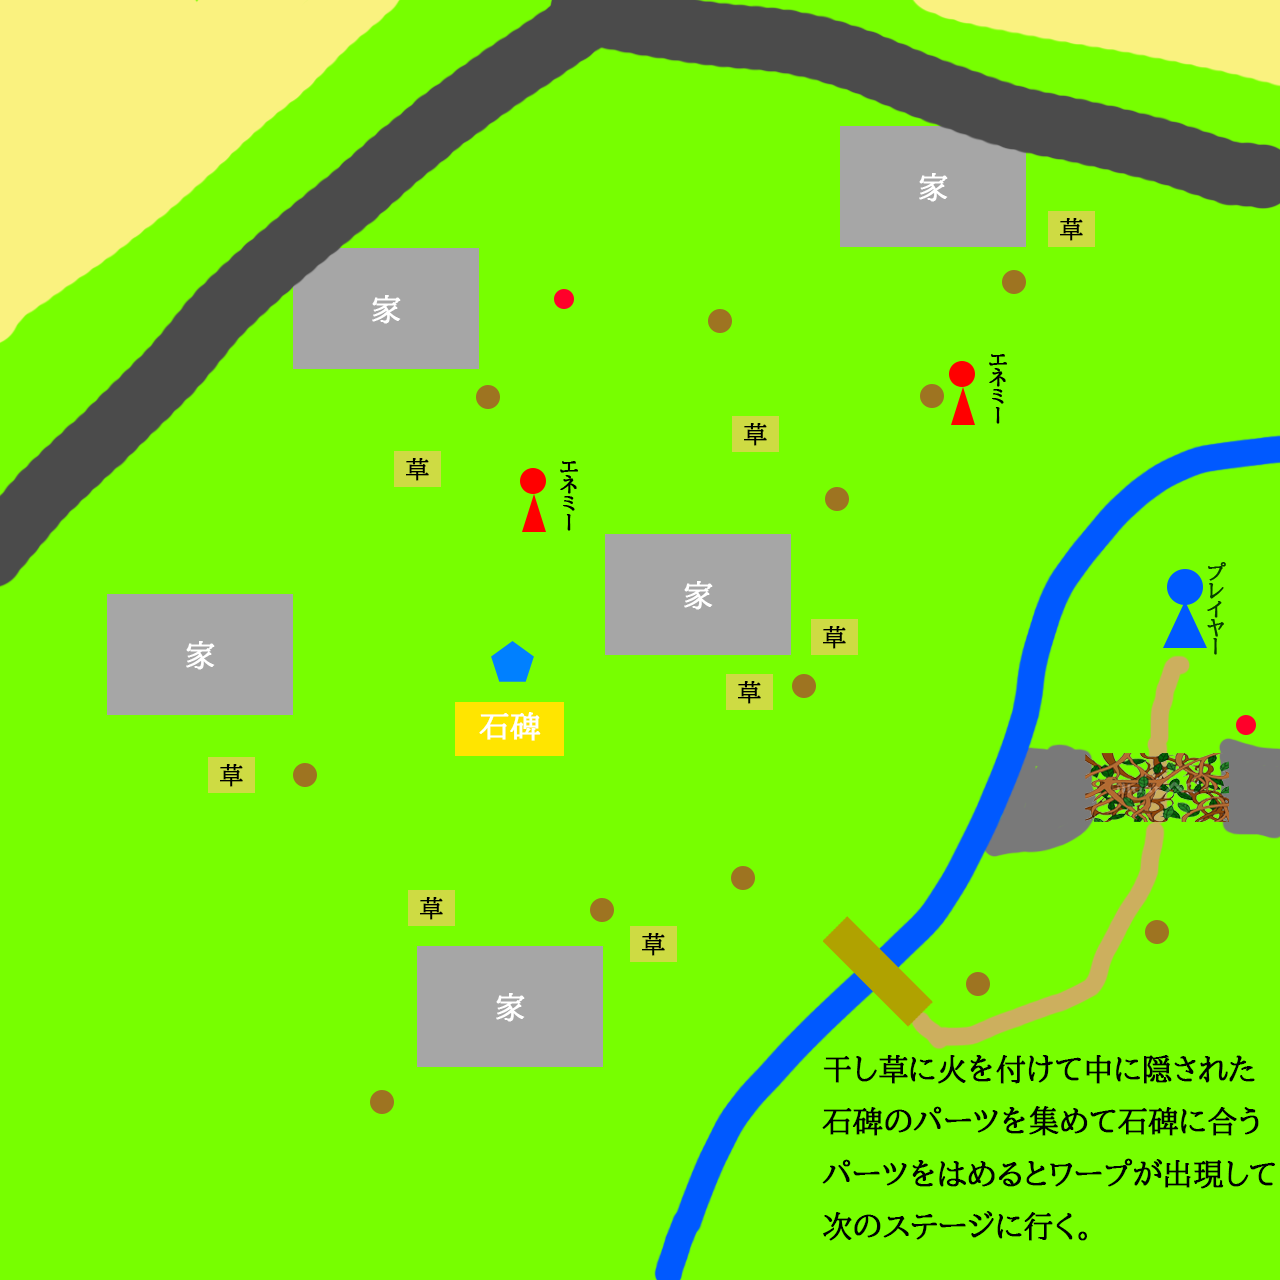 家
草
家
エネミー
草
エネミー
草
プレイヤー
家
草
家
草
石碑
草
草
草
家
干し草に火を付けて中に隠された
石碑のパーツを集めて石碑に合う
パーツをはめるとワープが出現して
次のステージに行く。